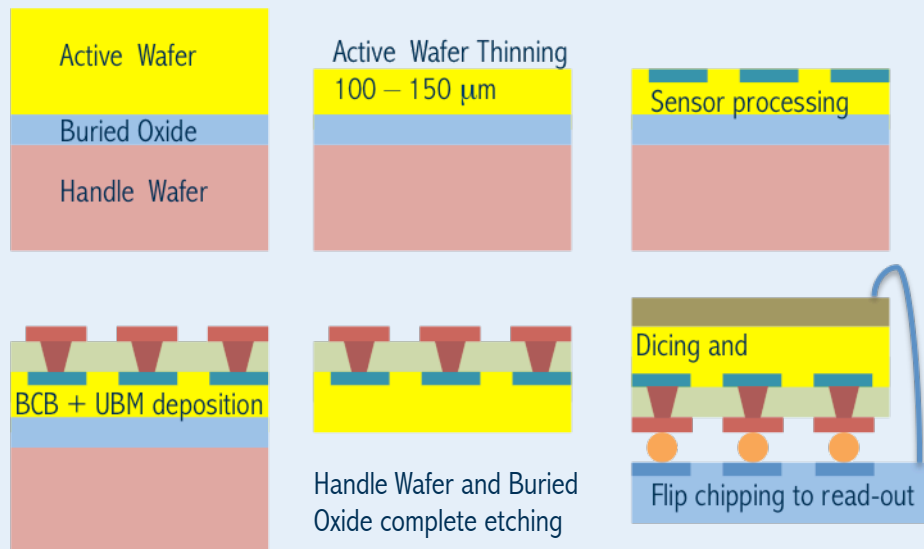 Active Wafer
Buried Oxide
Handle Wafer
Active Wafer Thinning
100 – 150 μm
Sensor processing
BCB + UBM deposition
Handle Wafer and Buried
Oxide complete etching
Dicing and
Flip chipping to read-out